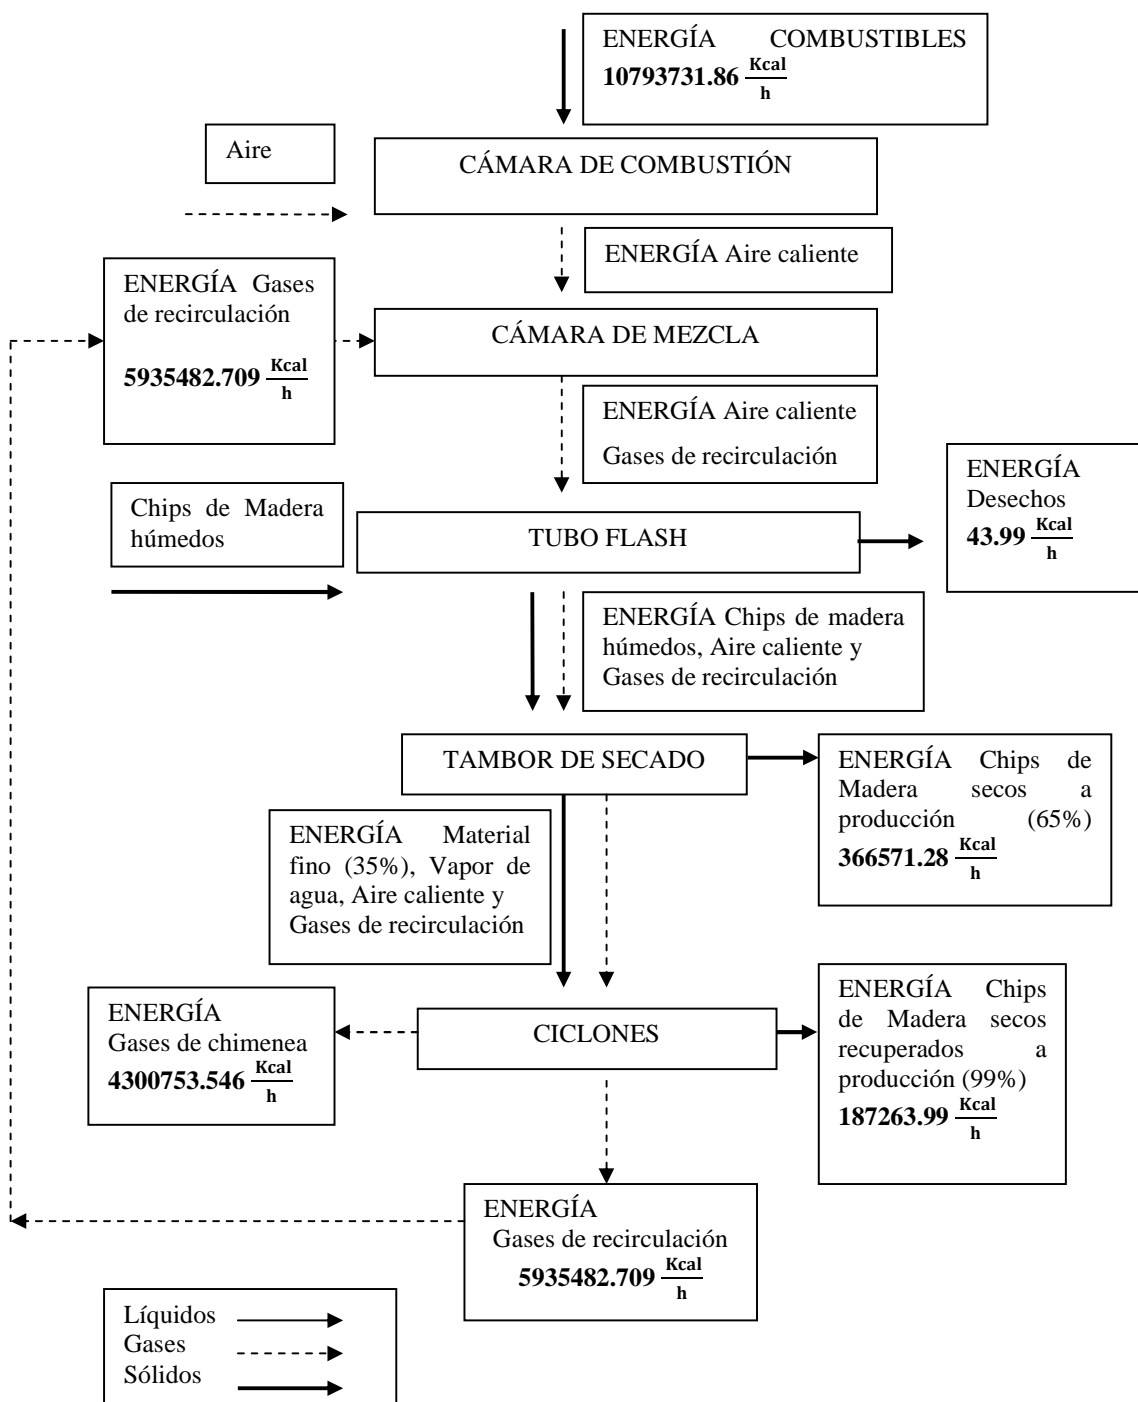 ENERGÍA COMBUSTIBLES
10793731.86 Kcal/h
Aire
CÁMARA DE COMBUSTIÓN
ENERGÍA Aire caliente
ENERGÍA Gases
de recirculación
5935482.709 Kcal/h
CÁMARA DE MEZCLA
ENERGÍA Aire caliente
Gases de recirculación
ENERGÍA
Desechos
43.99 Kcal/h
Chips de Madera
húmedos
TUBO FLASH
ENERGÍA Chips de madera
húmedos, Aire caliente y
Gases de recirculación
TAMBOR DE SECADO
ENERGÍA Chips de
Madera secos a
producción (65%)
366571.28 Kcal/h
ENERGÍA Material
fino (35%), Vapor de
agua, Aire caliente y
Gases de recirculación
ENERGÍA
Gases de chimenea
4300753.546 Kcal/h
CICLONES
ENERGÍA Chips
de Madera secos
recuperados a
producción (99%)
187263.99 Kcal/h
ENERGÍA
Gases de recirculación
5935482.709 Kcal/h
Líquidos
Gases
Sólidos